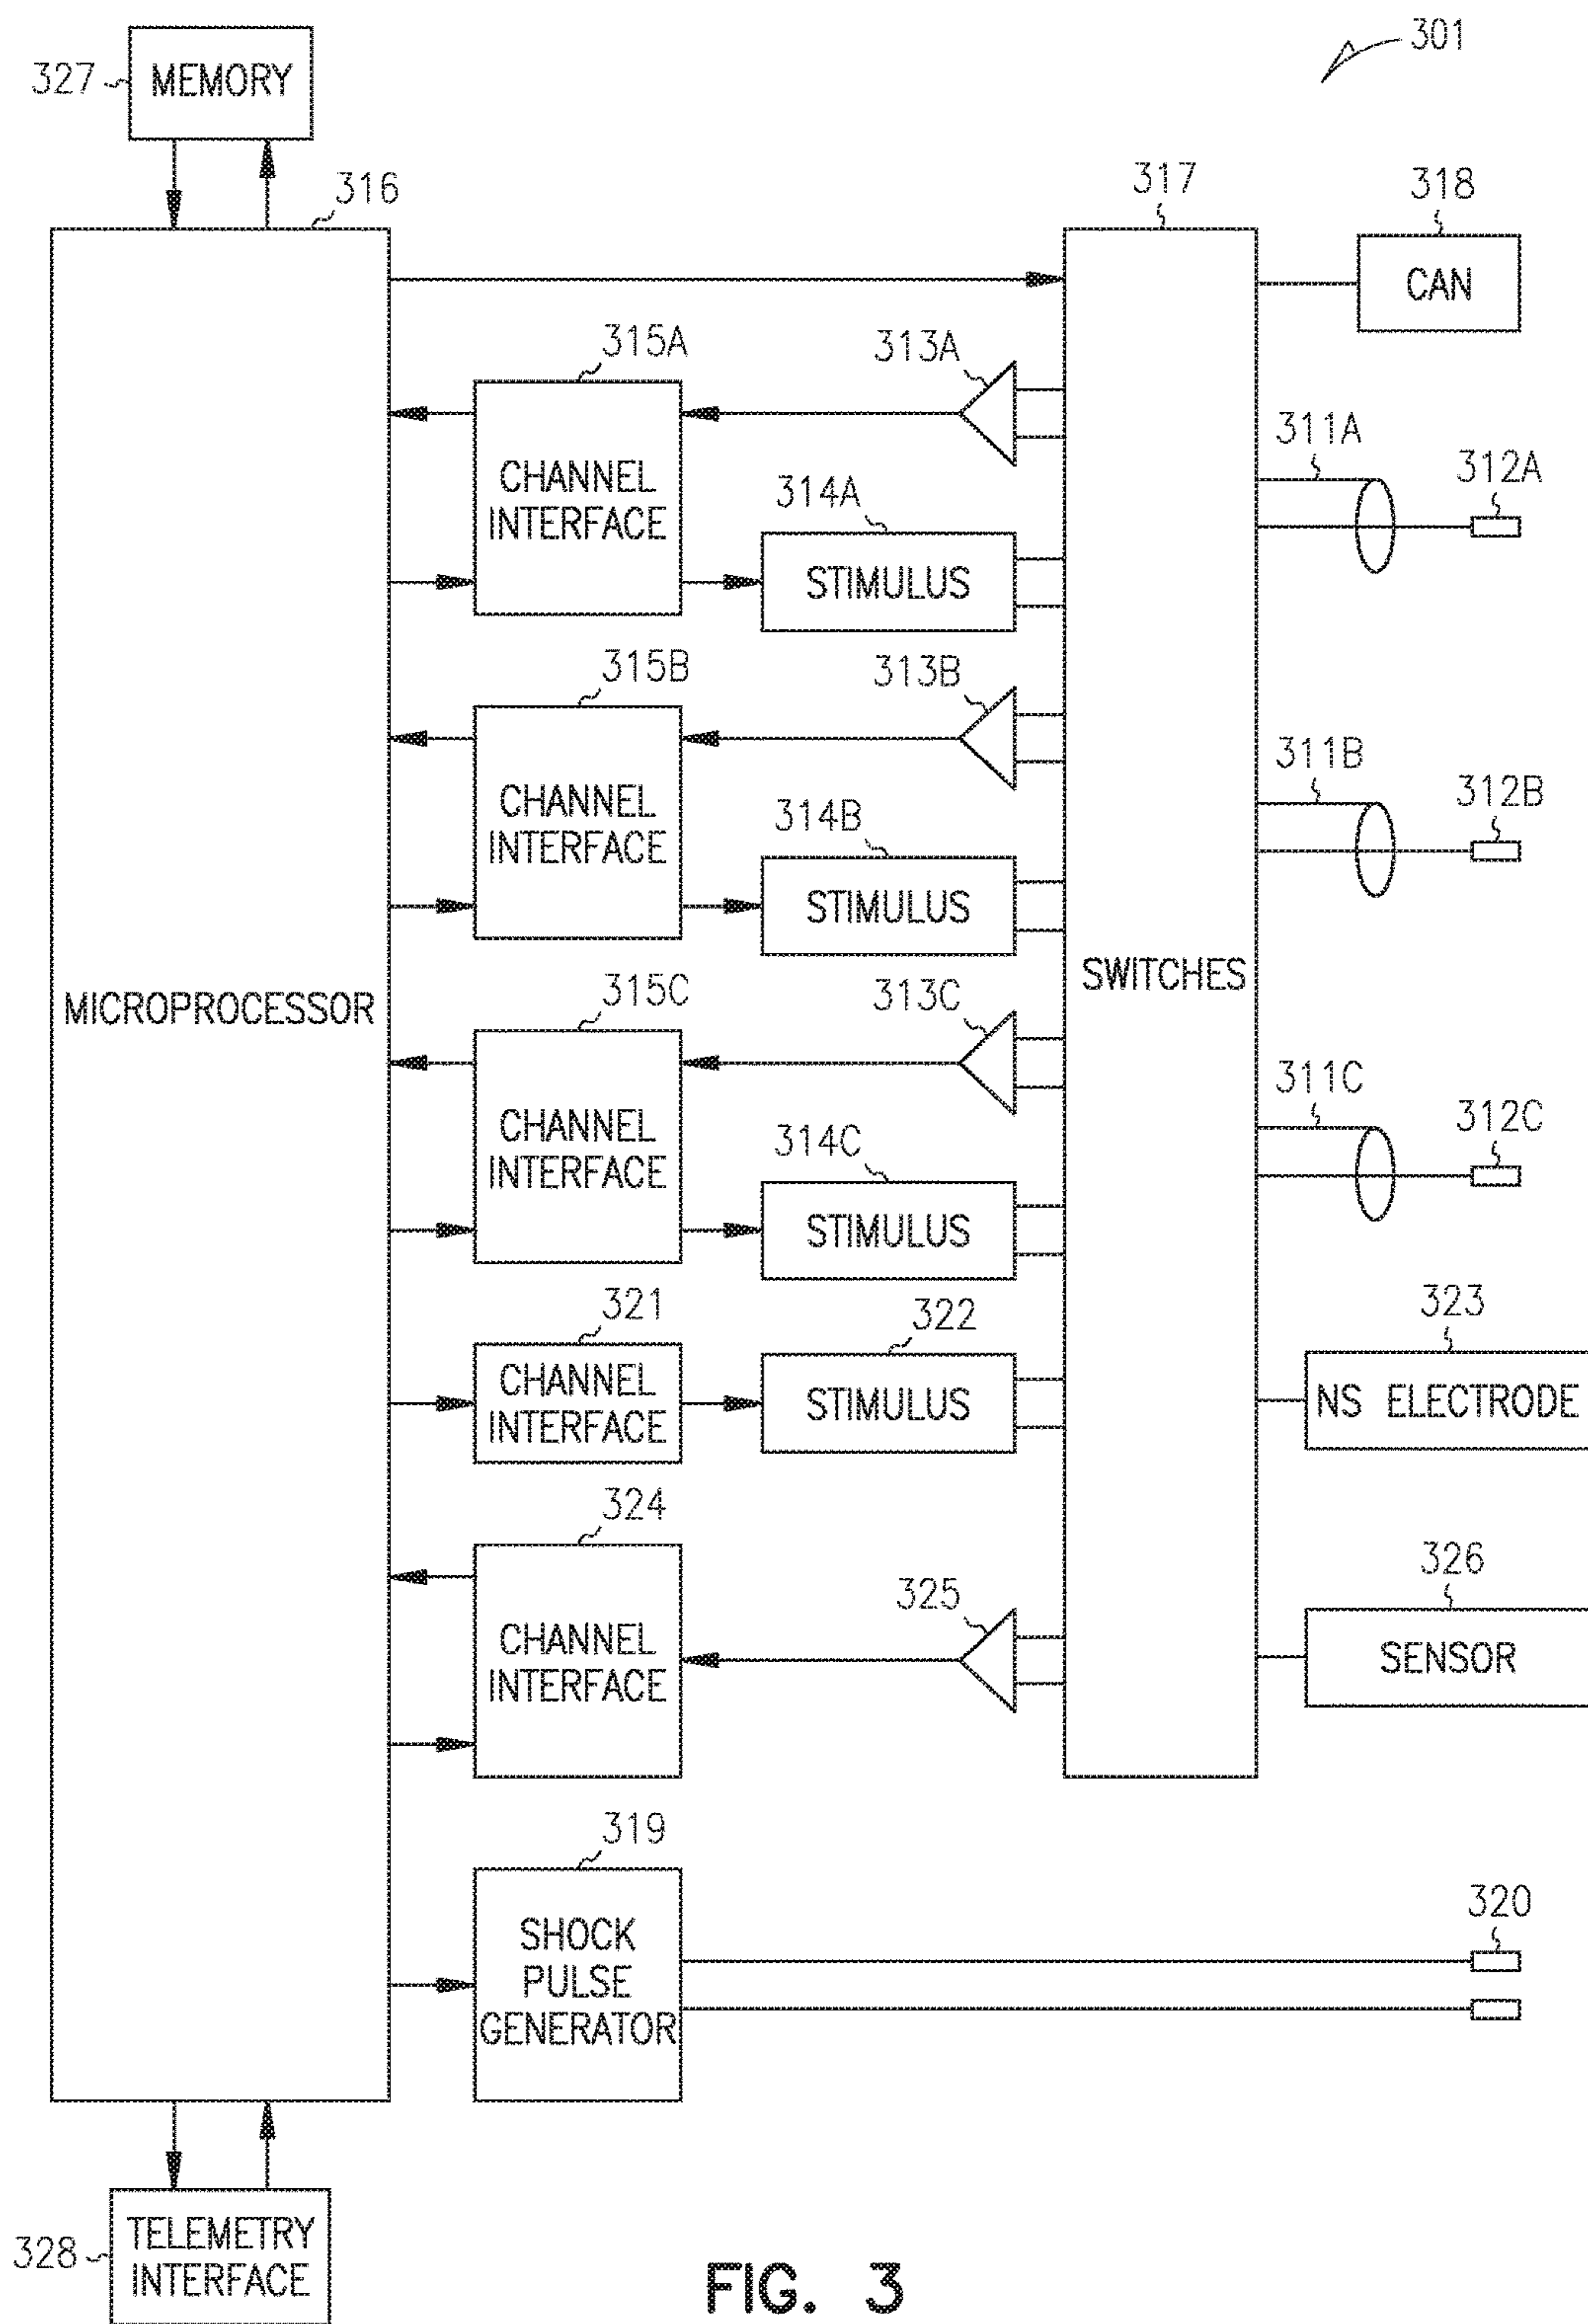 301
327
MEMORY
316
317
318
CAN
315A
313A
CHANNEL
INTERFACE
314A
STIMULUS
311A
312A
315B
313B
CHANNEL
INTERFACE
314B
STIMULUS
311B
312B
MICROPROCESSOR
SWITCHES
315C
313C
CHANNEL
INTERFACE
314C
STIMULUS
311C
312C
321
CHANNEL
INTERFACE
322
STIMULUS
323
NS ELECTRODE
324
CHANNEL
INTERFACE
325
326
SENSOR
319
SHOCK
PULSE
GENERATOR
320
328
TELEMETRY
INTERFACE
FIG. 3